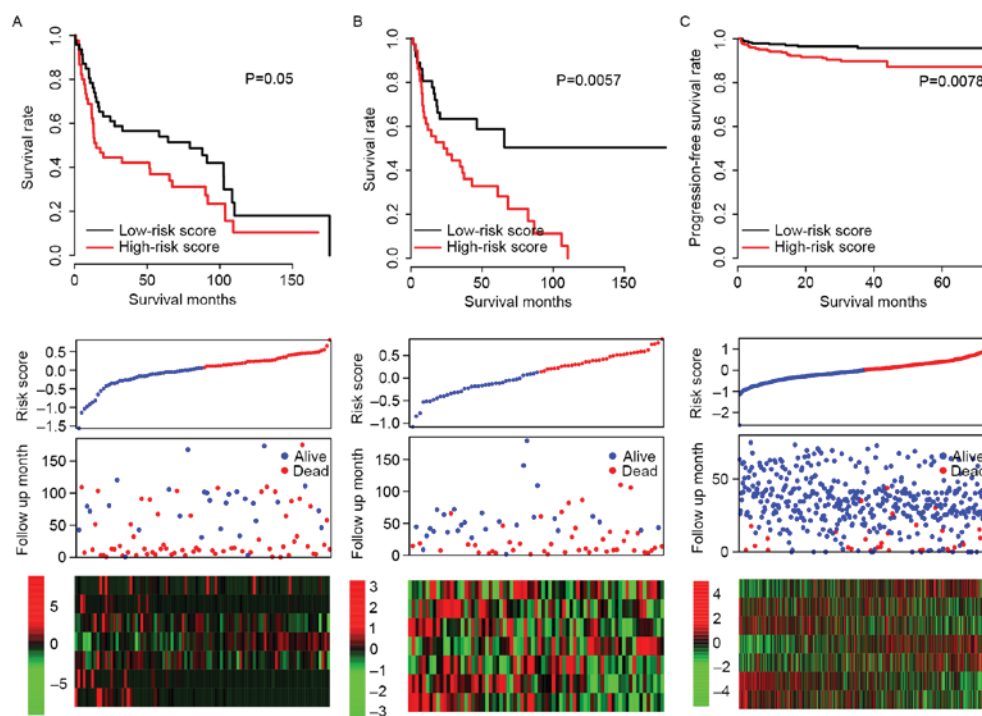 A
Survival rate
1.0
0.8
0.6
0.4
0.2
0.0
P=0.05
Low-risk score
High-risk score
0 50 100 150
Survival months
B
Survival rate
1.0
0.8
0.6
0.4
0.2
0.0
P=0.0057
Low-risk score
High-risk score
0 50 100 150
Survival months
C
Progression-free survival rate
1.0
0.8
0.6
0.4
0.2
0.0
P=0.0078
Low-risk score
High-risk score
0 20 40 60
Survival months
Risk score
0.5
0.0
–0.5
–1.0
–1.5
Risk score
0.5
0.0
–0.5
–1.0
Risk score
1
0
–1
–2
Follow up month
150
100
50
0
Alive
Dead
Follow up month
150
100
50
0
Alive
Dead
Follow up month
50
0
Alive
Dead
5
0
–5
3
2
1
0
–1
–2
–3
4
2
0
–2
–4